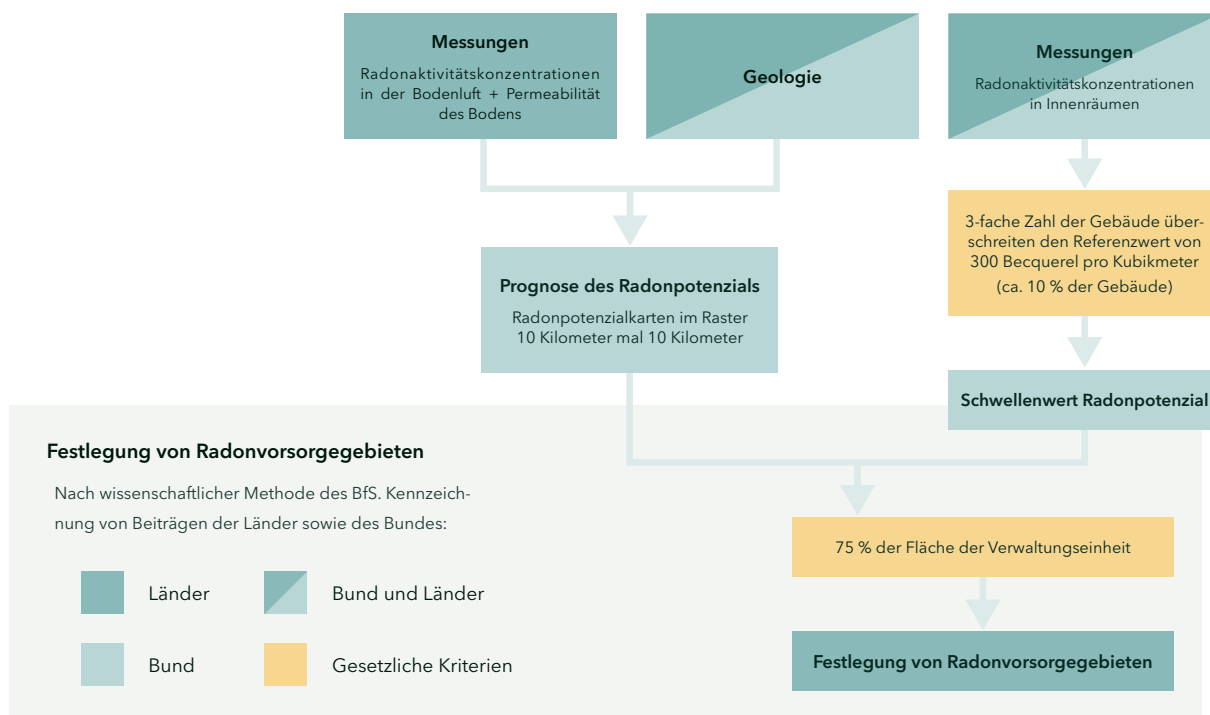 Messungen
Radonaktivitätskonzentrationen
in der Bodenluft + Permeabilität
des Bodens
Geologie
Messungen
Radonaktivitätskonzentrationen
in Innenräumen
3-fache Zahl der Gebäude über-
schreiten den Referenzwert von
300 Becquerel pro Kubikmeter
(ca. 10 % der Gebäude)
Prognose des Radonpotenzials
Radonpotenzialkarten im Raster
10 Kilometer mal 10 Kilometer
Schwellenwert Radonpotenzial
Festlegung von Radonvorsorgegebieten
Nach wissenschaftlicher Methode des BfS. Kennzeich-
nung von Beiträgen der Länder sowie des Bundes:
75 % der Fläche der Verwaltungseinheit
Länder
Bund und Länder
Bund
Gesetzliche Kriterien
Festlegung von Radonvorsorgegebieten